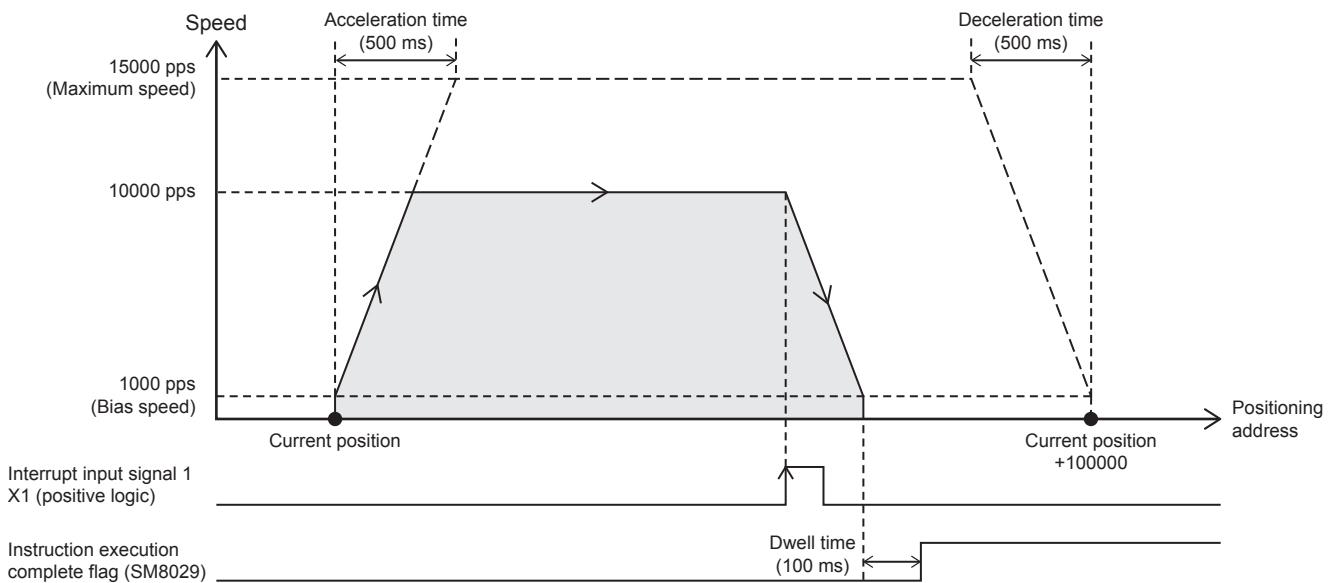 Speed
Acceleration time
(500 ms)
Deceleration time
(500 ms)
15000 pps
(Maximum speed)
10000 pps
1000 pps
(Bias speed)
Positioning
address
Current position
Current position
+100000
Interrupt input signal 1
X1 (positive logic)
Instruction execution
complete flag (SM8029)
Dwell time
(100 ms)